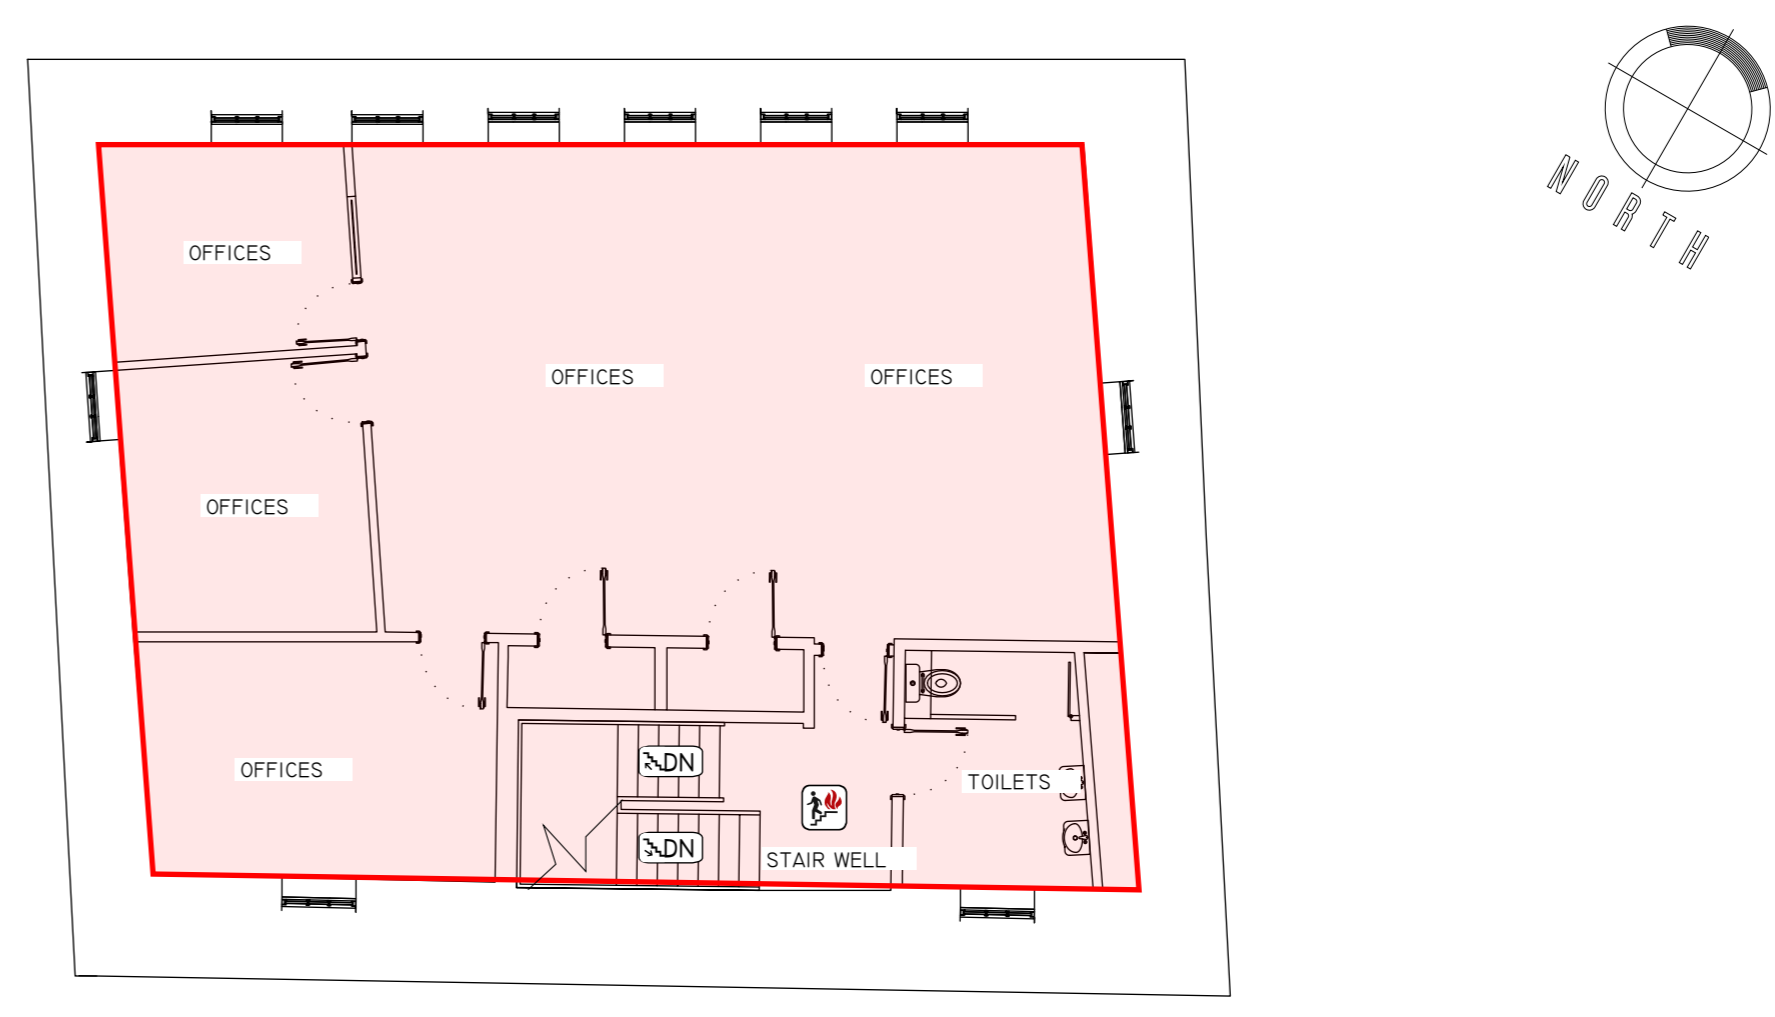 NORTH
OFFICES
OFFICES
OFFICES
OFFICES
OFFICES
DN
TOILETS
DN
STAIR WELL